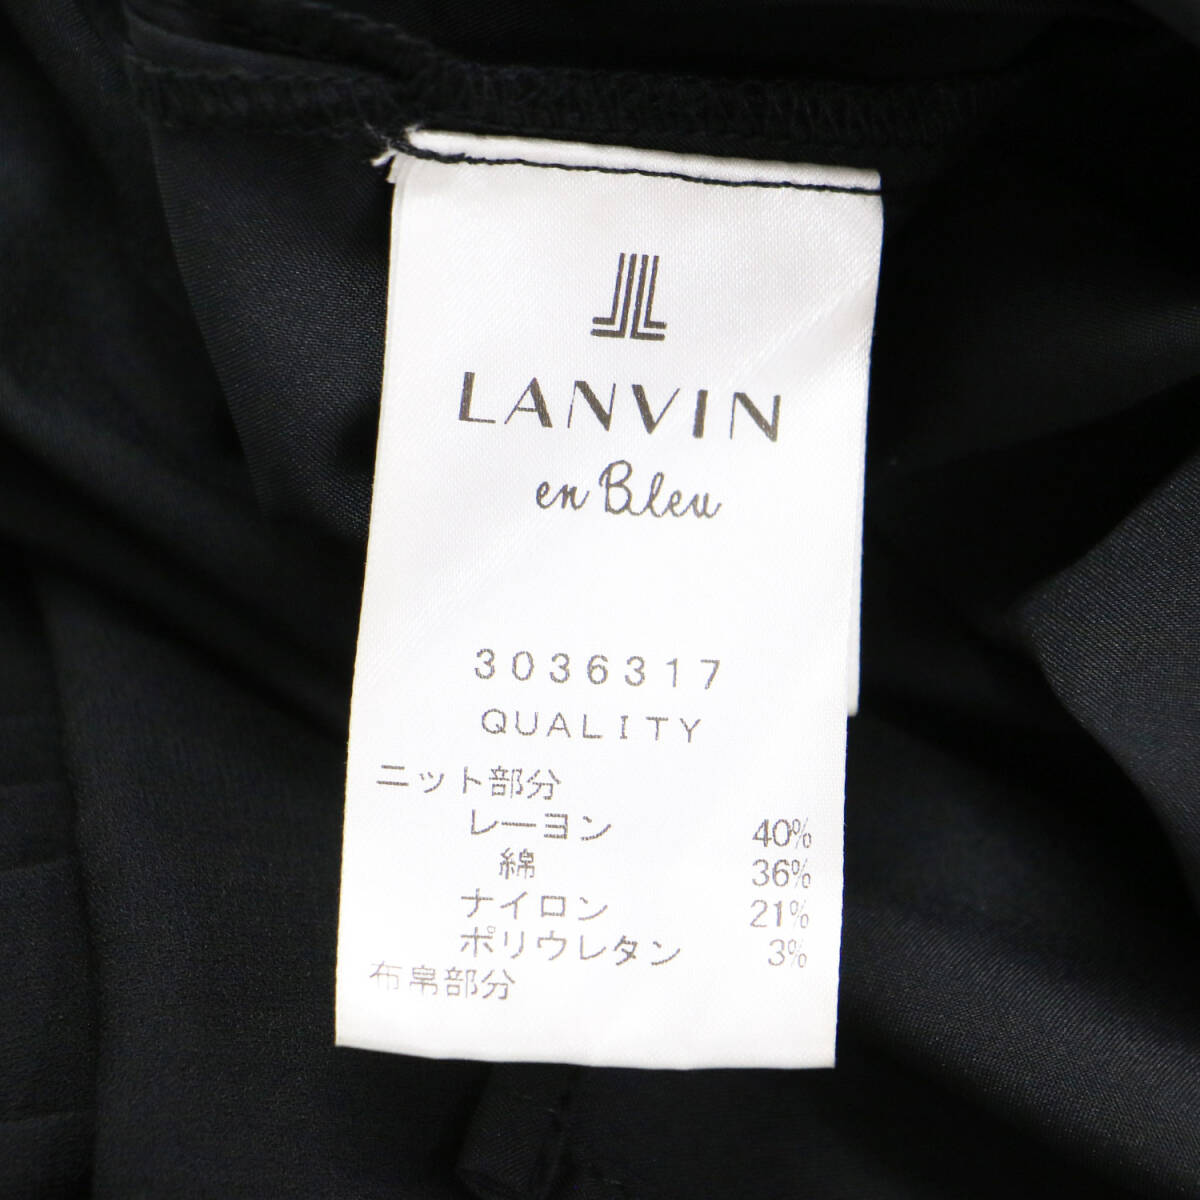 LANVIN
en Bleu
3036317
QUALITY
ニット部分
レーヨン 40%
綿 36%
ナイロン 21%
ポリウレタン 3%
布帛部分